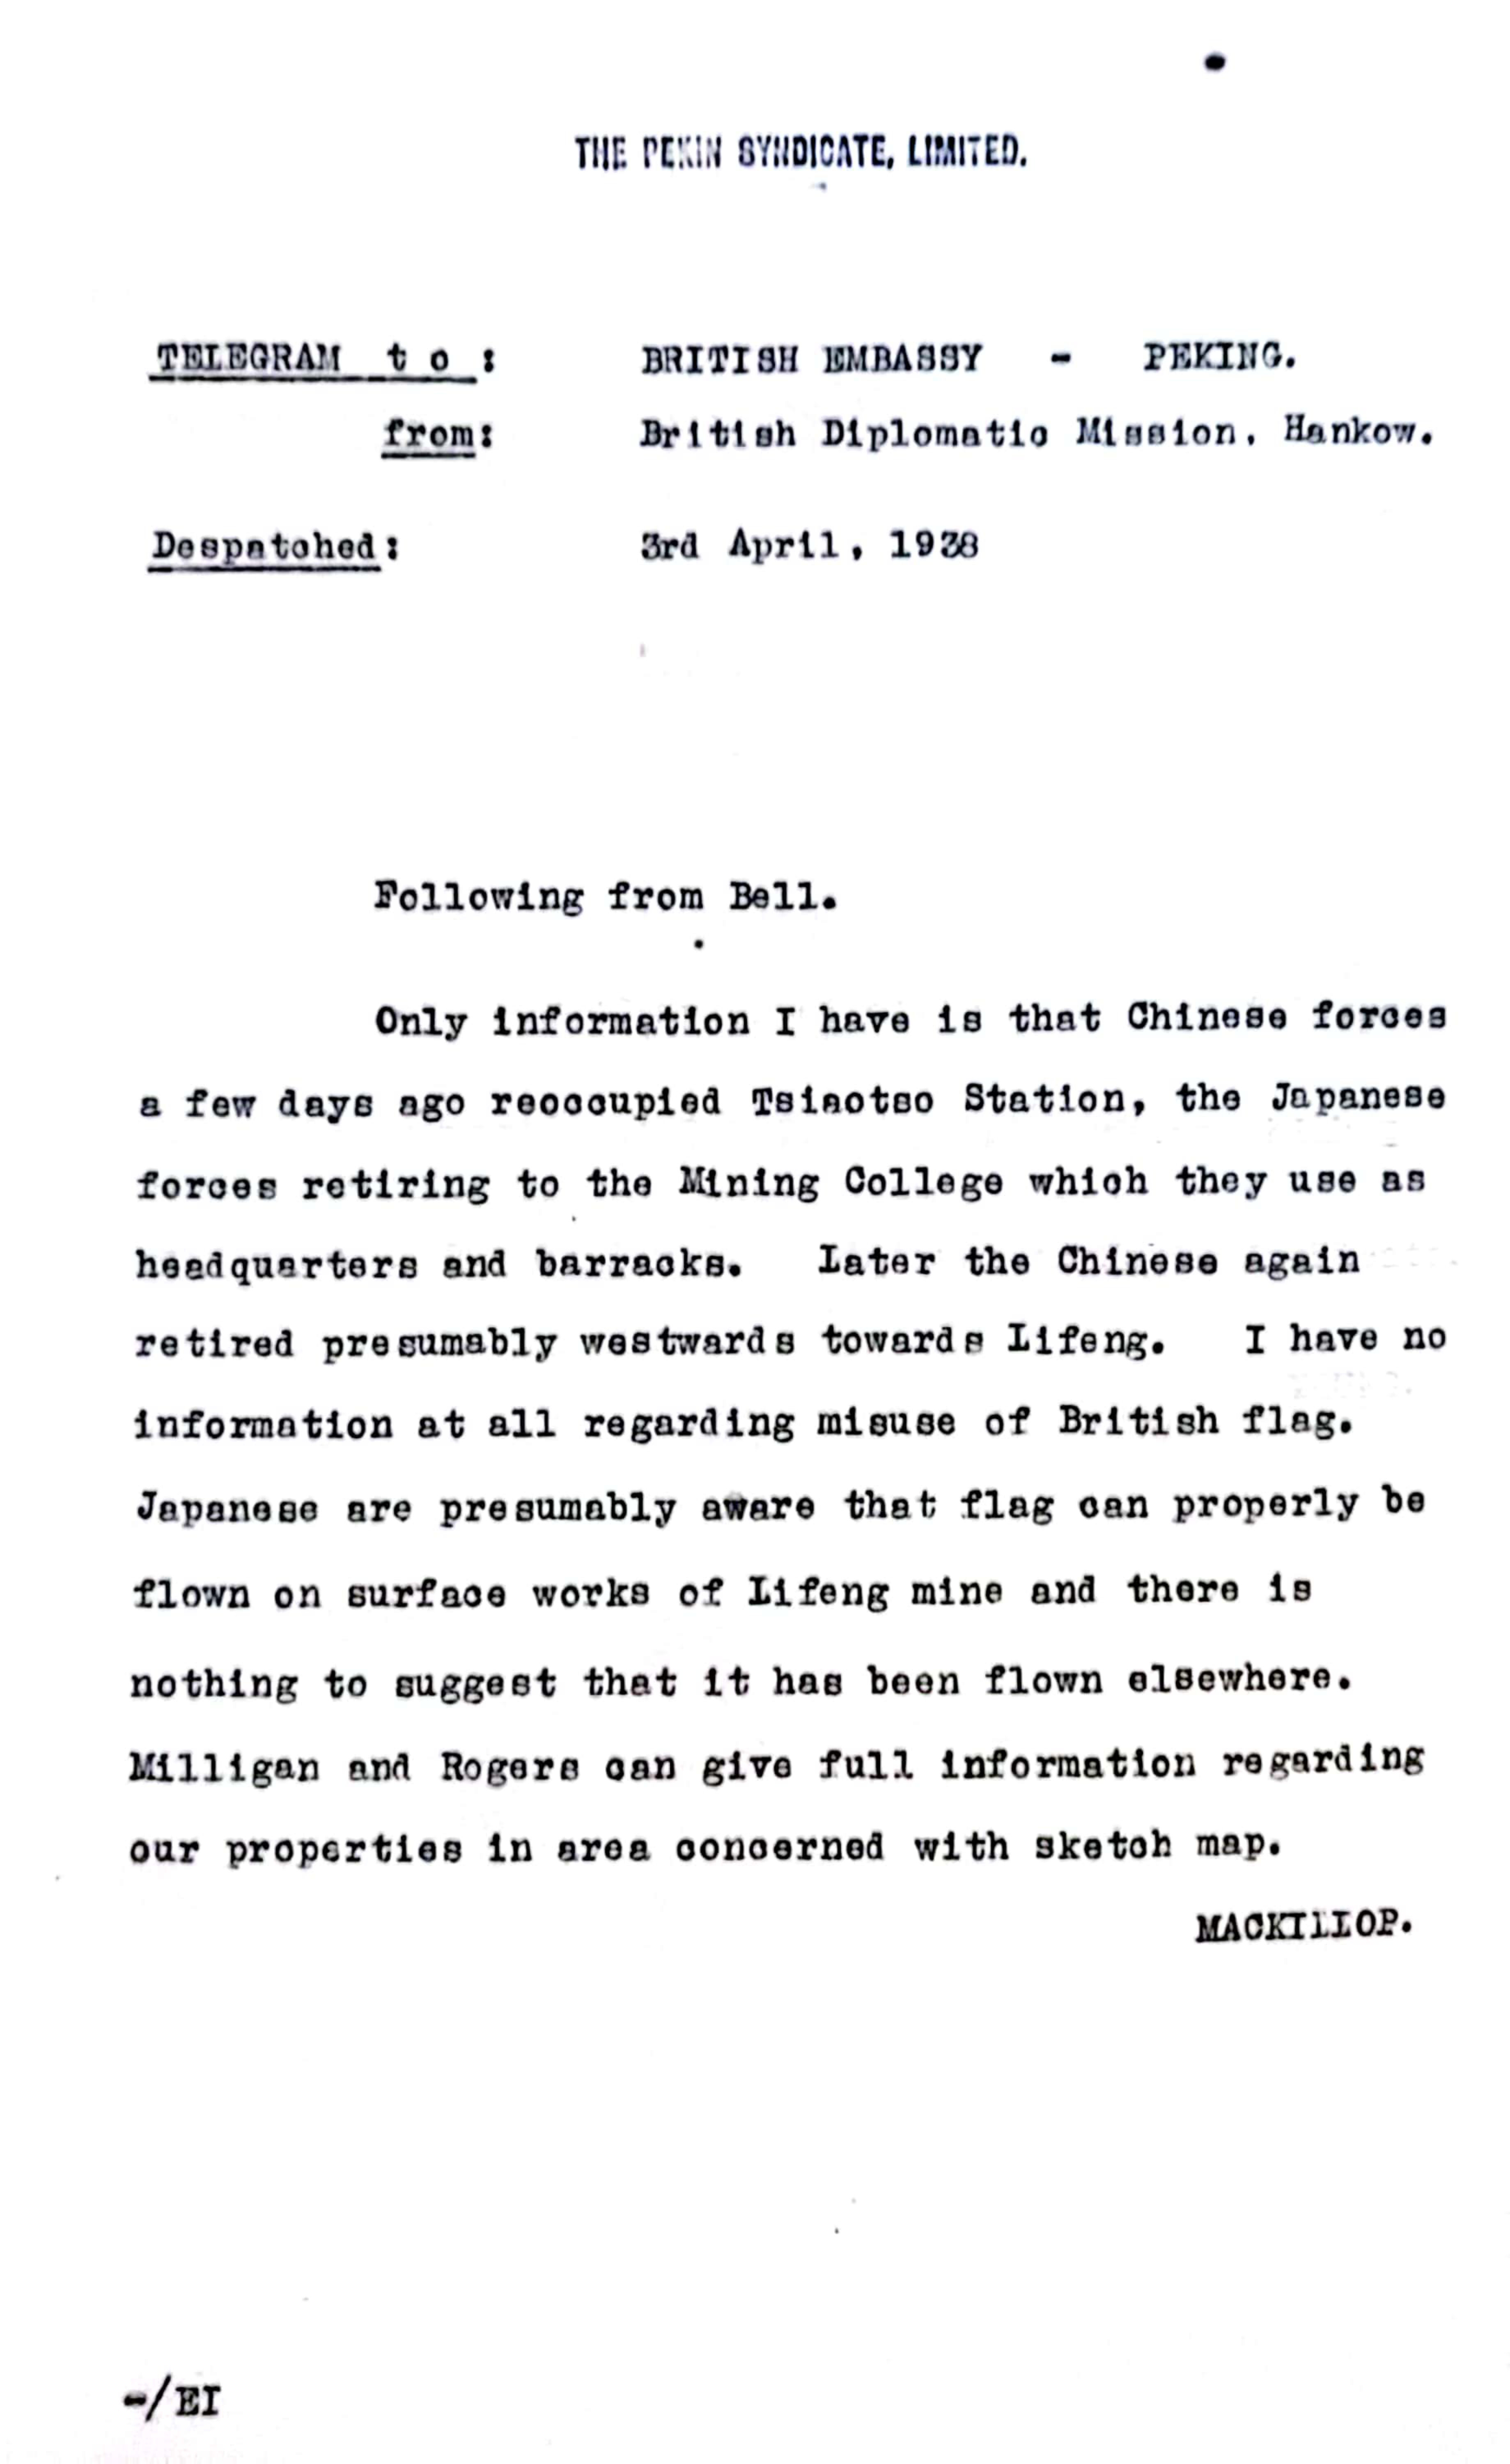 THE PEKIN SYNDICATE, LIMITED.
TELEGRAM to: BRITISH EMBASSY - PEKING.
from: British Diplomatic Mission, Hankow.
Despatched: 3rd April, 1938
Following from Bell.
Only information I have is that Chinese forces
a few days ago reoccupied Tsiaotso Station, the Japanese
forces retiring to the Mining College which they use as
headquarters and barracks. Later the Chinese again
retired presumably westwards towards Lifeng. I have no
information at all regarding misuse of British flag.
Japanese are presumably aware that flag can properly be
flown on surface works of Lifeng mine and there is
nothing to suggest that it has been flown elsewhere.
Milligan and Rogers can give full information regarding
our properties in area concerned with sketch map.
MACKILLOP.
-/EI